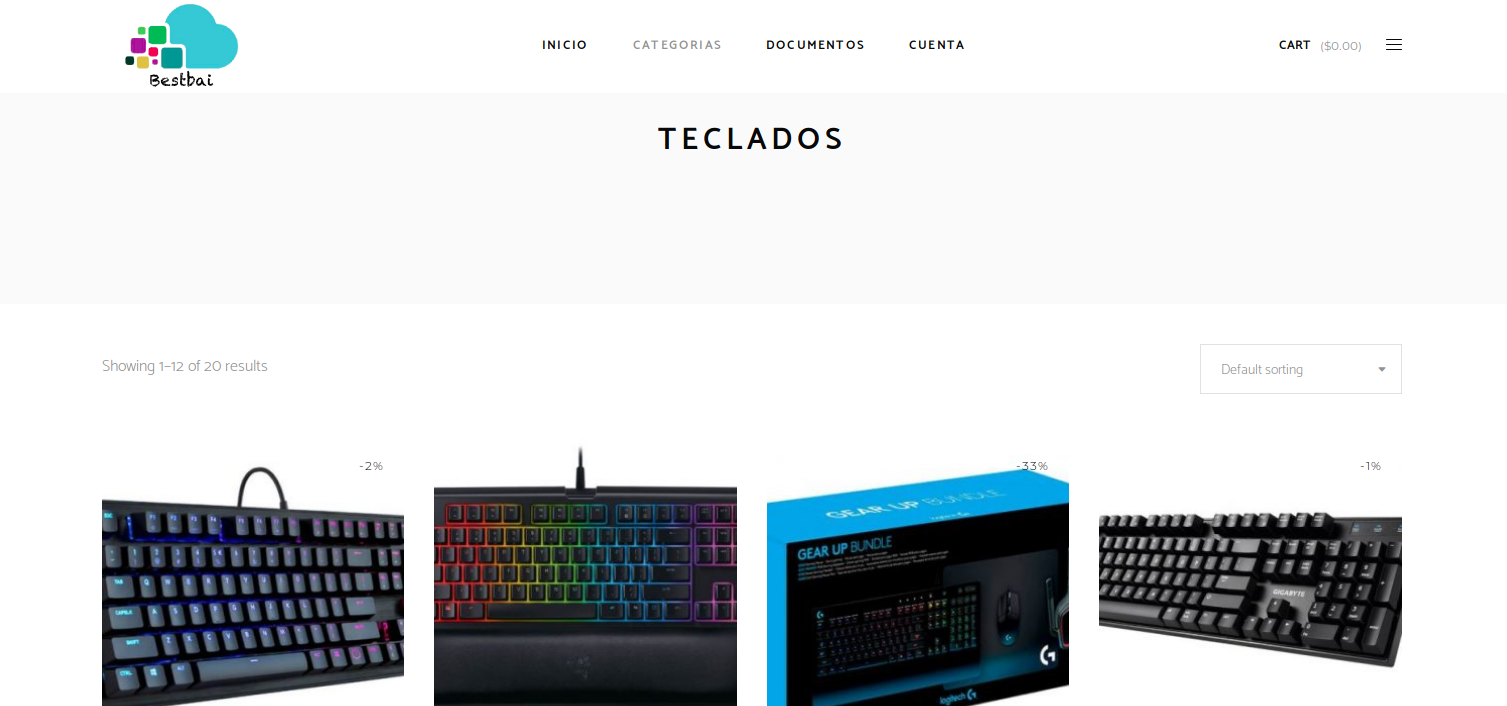 Bestbai
INICIO
CATEGORIAS
DOCUMENTOS
CUENTA
CART ($0.00)
TECLADOS
Showing 1–12 of 20 results
Default sorting
-2%
-33%
-1%
GEAR UP BUNDLE
GEAR UP BUNDLE
logitech G
GIGABYTE